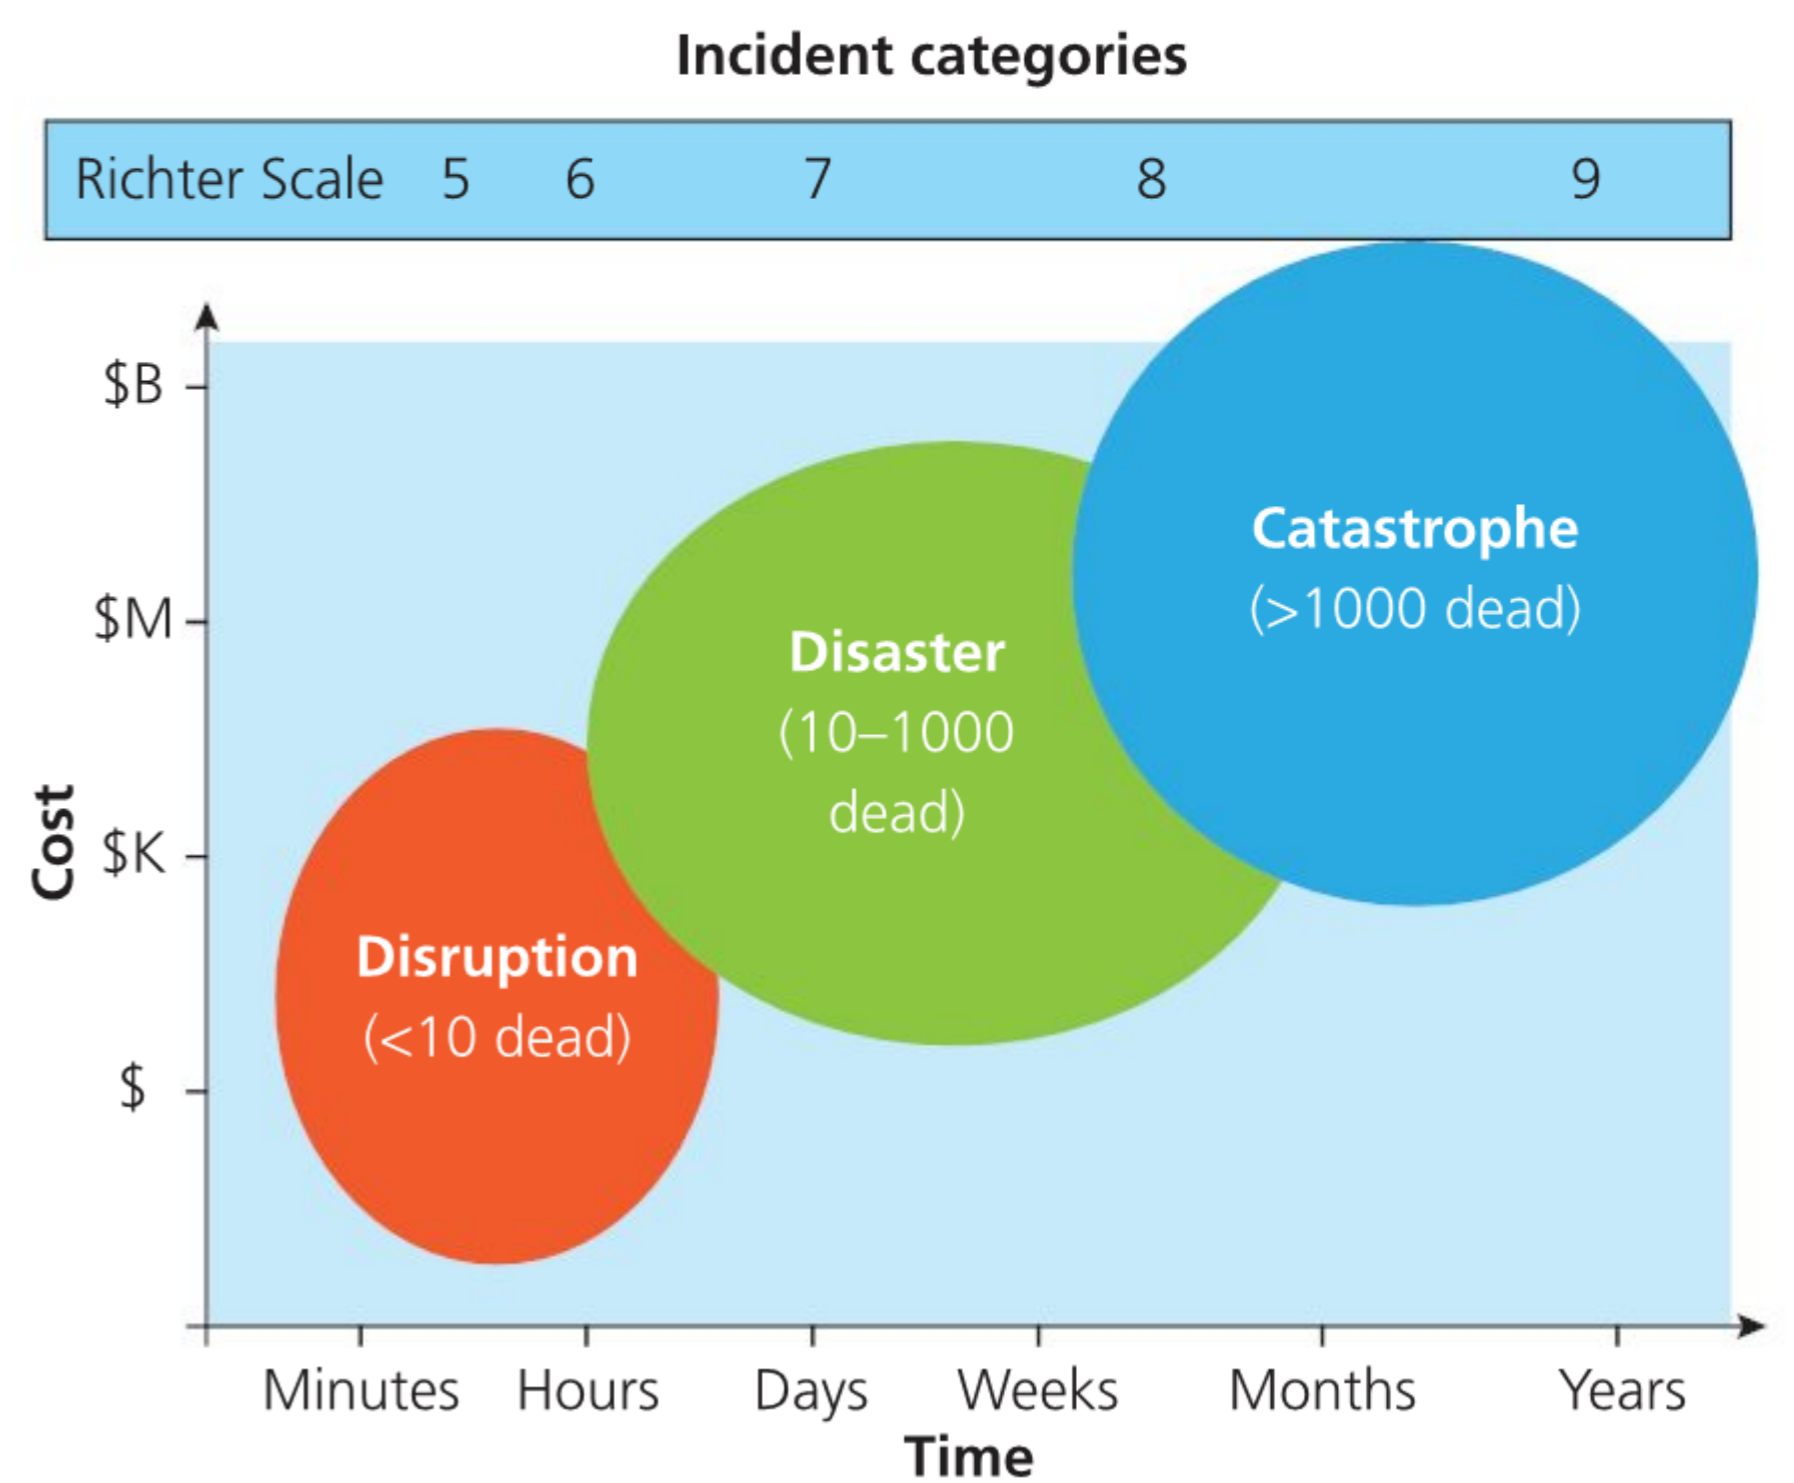 Incident categories
Richter Scale 5 6 7 8 9
$B
$M
$K
$
Cost
Catastrophe
(>1000 dead)
Disaster
(10–1000
dead)
Disruption
(<10 dead)
Minutes Hours Days Weeks Months Years
Time